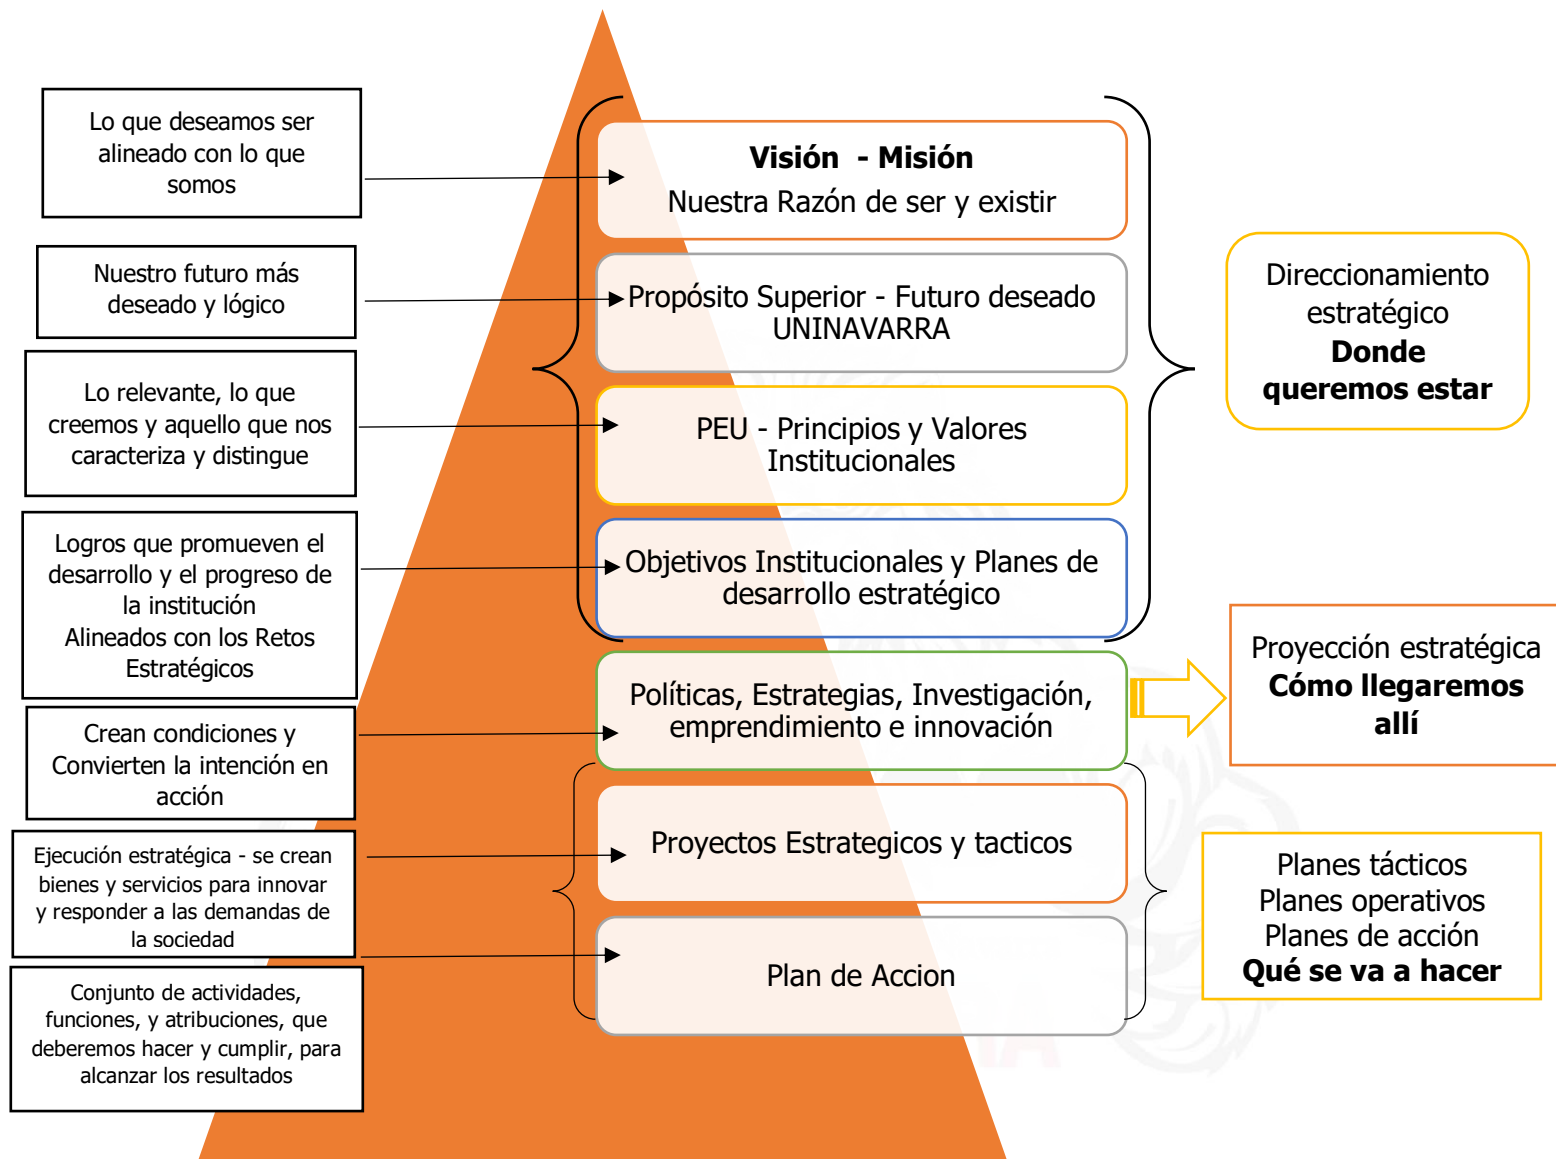 Lo que deseamos ser
alineado con lo que
somos
Visión - Misión
Nuestra Razón de ser y existir
Nuestro futuro más
deseado y lógico
Propósito Superior - Futuro deseado
UNINAVARRA
Direccionamiento
estratégico
Donde
queremos estar
Lo relevante, lo que
creemos y aquello que nos
caracteriza y distingue
PEU - Principios y Valores
Institucionales
Logros que promueven el
desarrollo y el progreso de
la institución
Alineados con los Retos
Estratégicos
Objetivos Institucionales y Planes de
desarrollo estratégico
Crean condiciones y
Convierten la intención en
acción
Políticas, Estrategias, Investigación,
emprendimiento e innovación
Proyección estratégica
Cómo llegaremos
allí
Ejecución estratégica - se crean
bienes y servicios para innovar
y responder a las demandas de
la sociedad
Proyectos Estrategicos y tacticos
Conjunto de actividades,
funciones, y atribuciones, que
deberemos hacer y cumplir, para
alcanzar los resultados
Plan de Accion
Planes tácticos
Planes operativos
Planes de acción
Qué se va a hacer